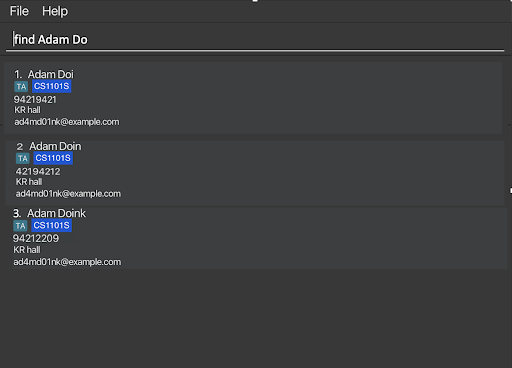 File Help
find Adam Do
1. Adam Doi
TA CS1101S
94219421
KR hall
ad4md01nk@example.com
2 Adam Doin
TA CS1101S
42194212
KR hall
ad4md01nk@example.com
3. Adam Doink
TA CS1101S
94212209
KR hall
ad4md01nk@example.com